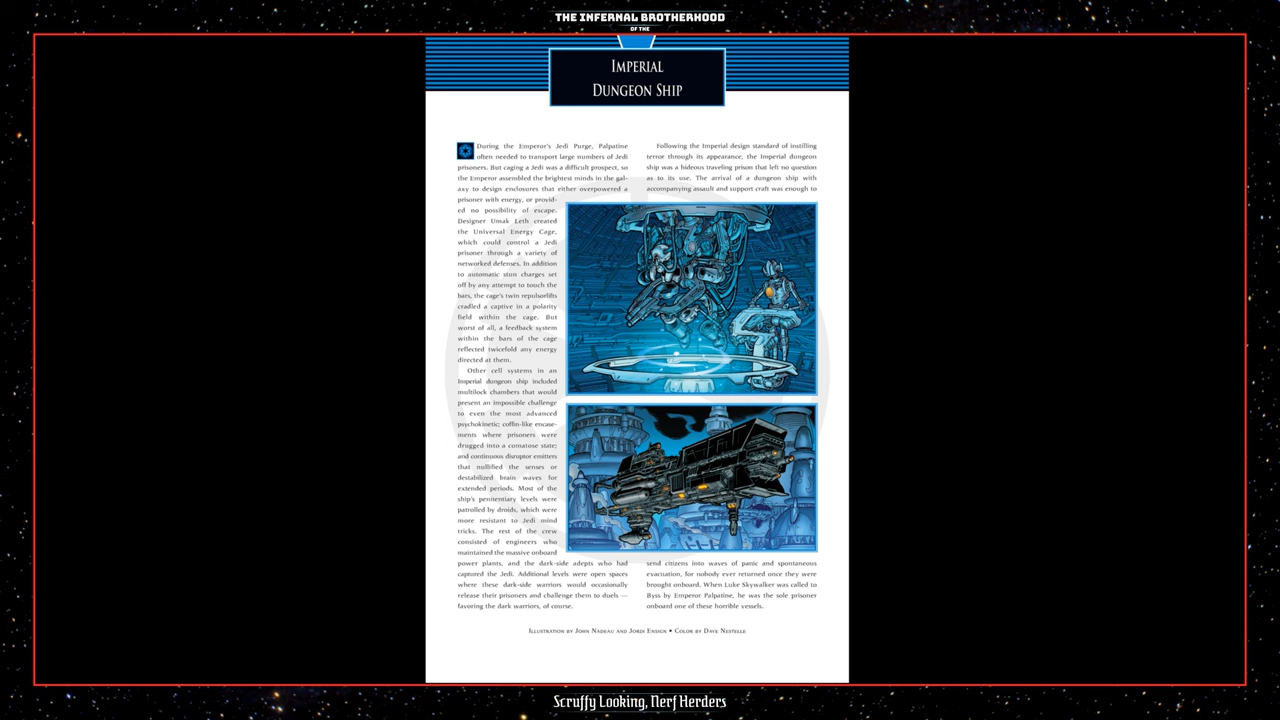 THE INFERNAL BROTHERHOOD
OF THE
IMPERIAL
DUNGEON SHIP
During the Emperor's Jedi Purge, Palpatine
often needed to transport large numbers of Jedi
prisoners. But caging a Jedi was a difficult prospect, so
the Emperor assembled the brightest minds in the gal-
axy to design enclosures that either overpowered a
prisoner with energy, or provid-
ed no possibility of escape.
Designer Umak Leth created
the Universal Energy Cage,
which could control a Jedi
prisoner through a variety of
networked defenses. In addition
to automatic stun charges set
off by any attempt to touch the
bars, the cage's twin repulsorlifts
cradled a captive in a polarity
field within the cage. But
worst of all, a feedback system
within the bars of the cage
reflected twicefold any energy
directed at them.
Other cell systems in an
Imperial dungeon ship included
multilock chambers that would
present an impossible challenge
to even the most advanced
psychokinetic; coffin-like encase-
ments where prisoners were
drugged into a comatose state;
and continuous disruptor emitters
that nullified the senses or
destabilized brain waves for
extended periods. Most of the
ship's penitentiary levels were
patrolled by droids, which were
more resistant to Jedi mind
tricks. The rest of the crew
consisted of engineers who
maintained the massive onboard
power plants, and the dark-side adepts who had
captured the Jedi. Additional levels were open spaces
where these dark-side warriors would occasionally
release their prisoners and challenge them to duels —
favoring the dark warriors, of course.
Following the Imperial design standard of instilling
terror through its appearance, the Imperial dungeon
ship was a hideous traveling prison that left no question
as to its use. The arrival of a dungeon ship with
accompanying assault and support craft was enough to
send citizens into waves of panic and spontaneous
evacuation, for nobody ever returned once they were
brought onboard. When Luke Skywalker was called to
Byss by Emperor Palpatine, he was the sole prisoner
onboard one of these horrible vessels.
ILLUSTRATION BY JOHN NADEAU AND JORDI ENSIGN • COLOR BY DAVE NESTELLE
Scruffy Looking, Nerf Herders